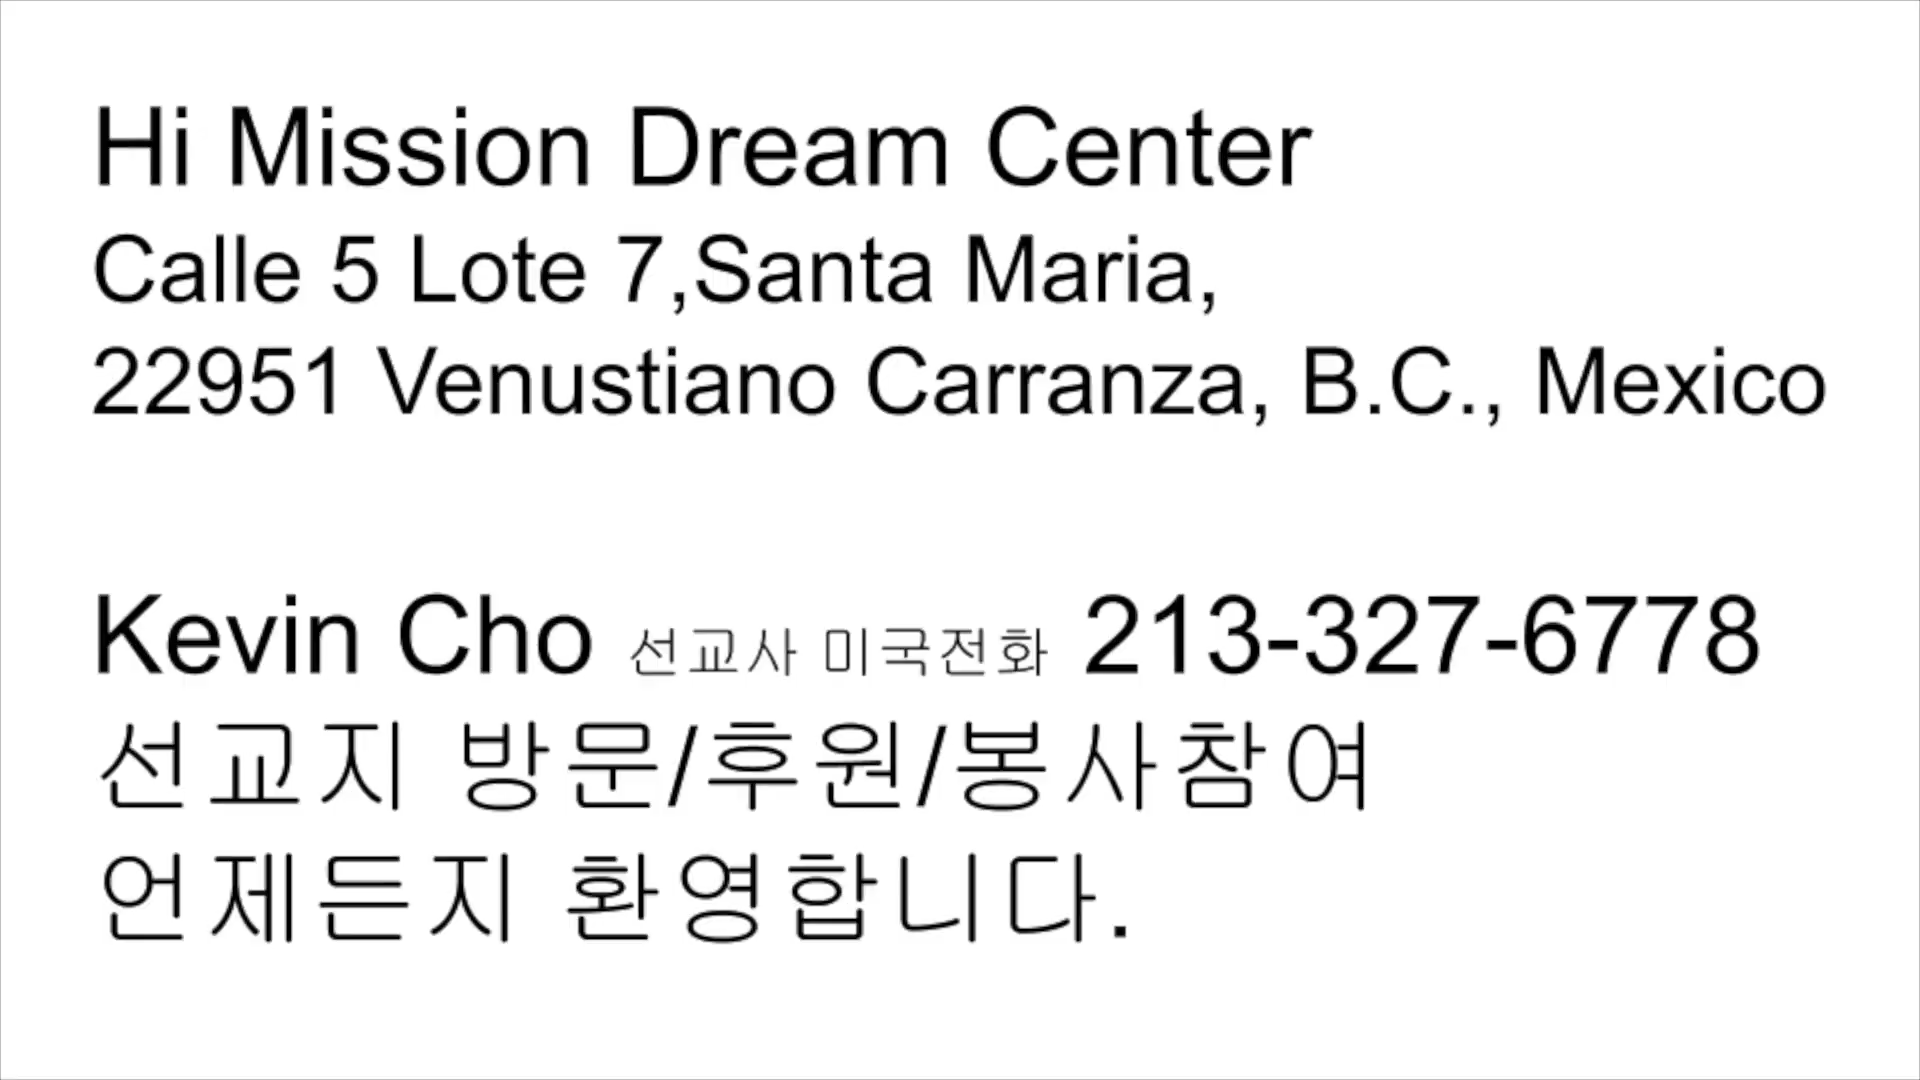 Hi Mission Dream Center
Calle 5 Lote 7,Santa Maria,
22951 Venustiano Carranza, B.C., Mexico
Kevin Cho 선교사 미국전화 213-327-6778
선교지 방문/후원/봉사참여
언제든지 환영합니다.